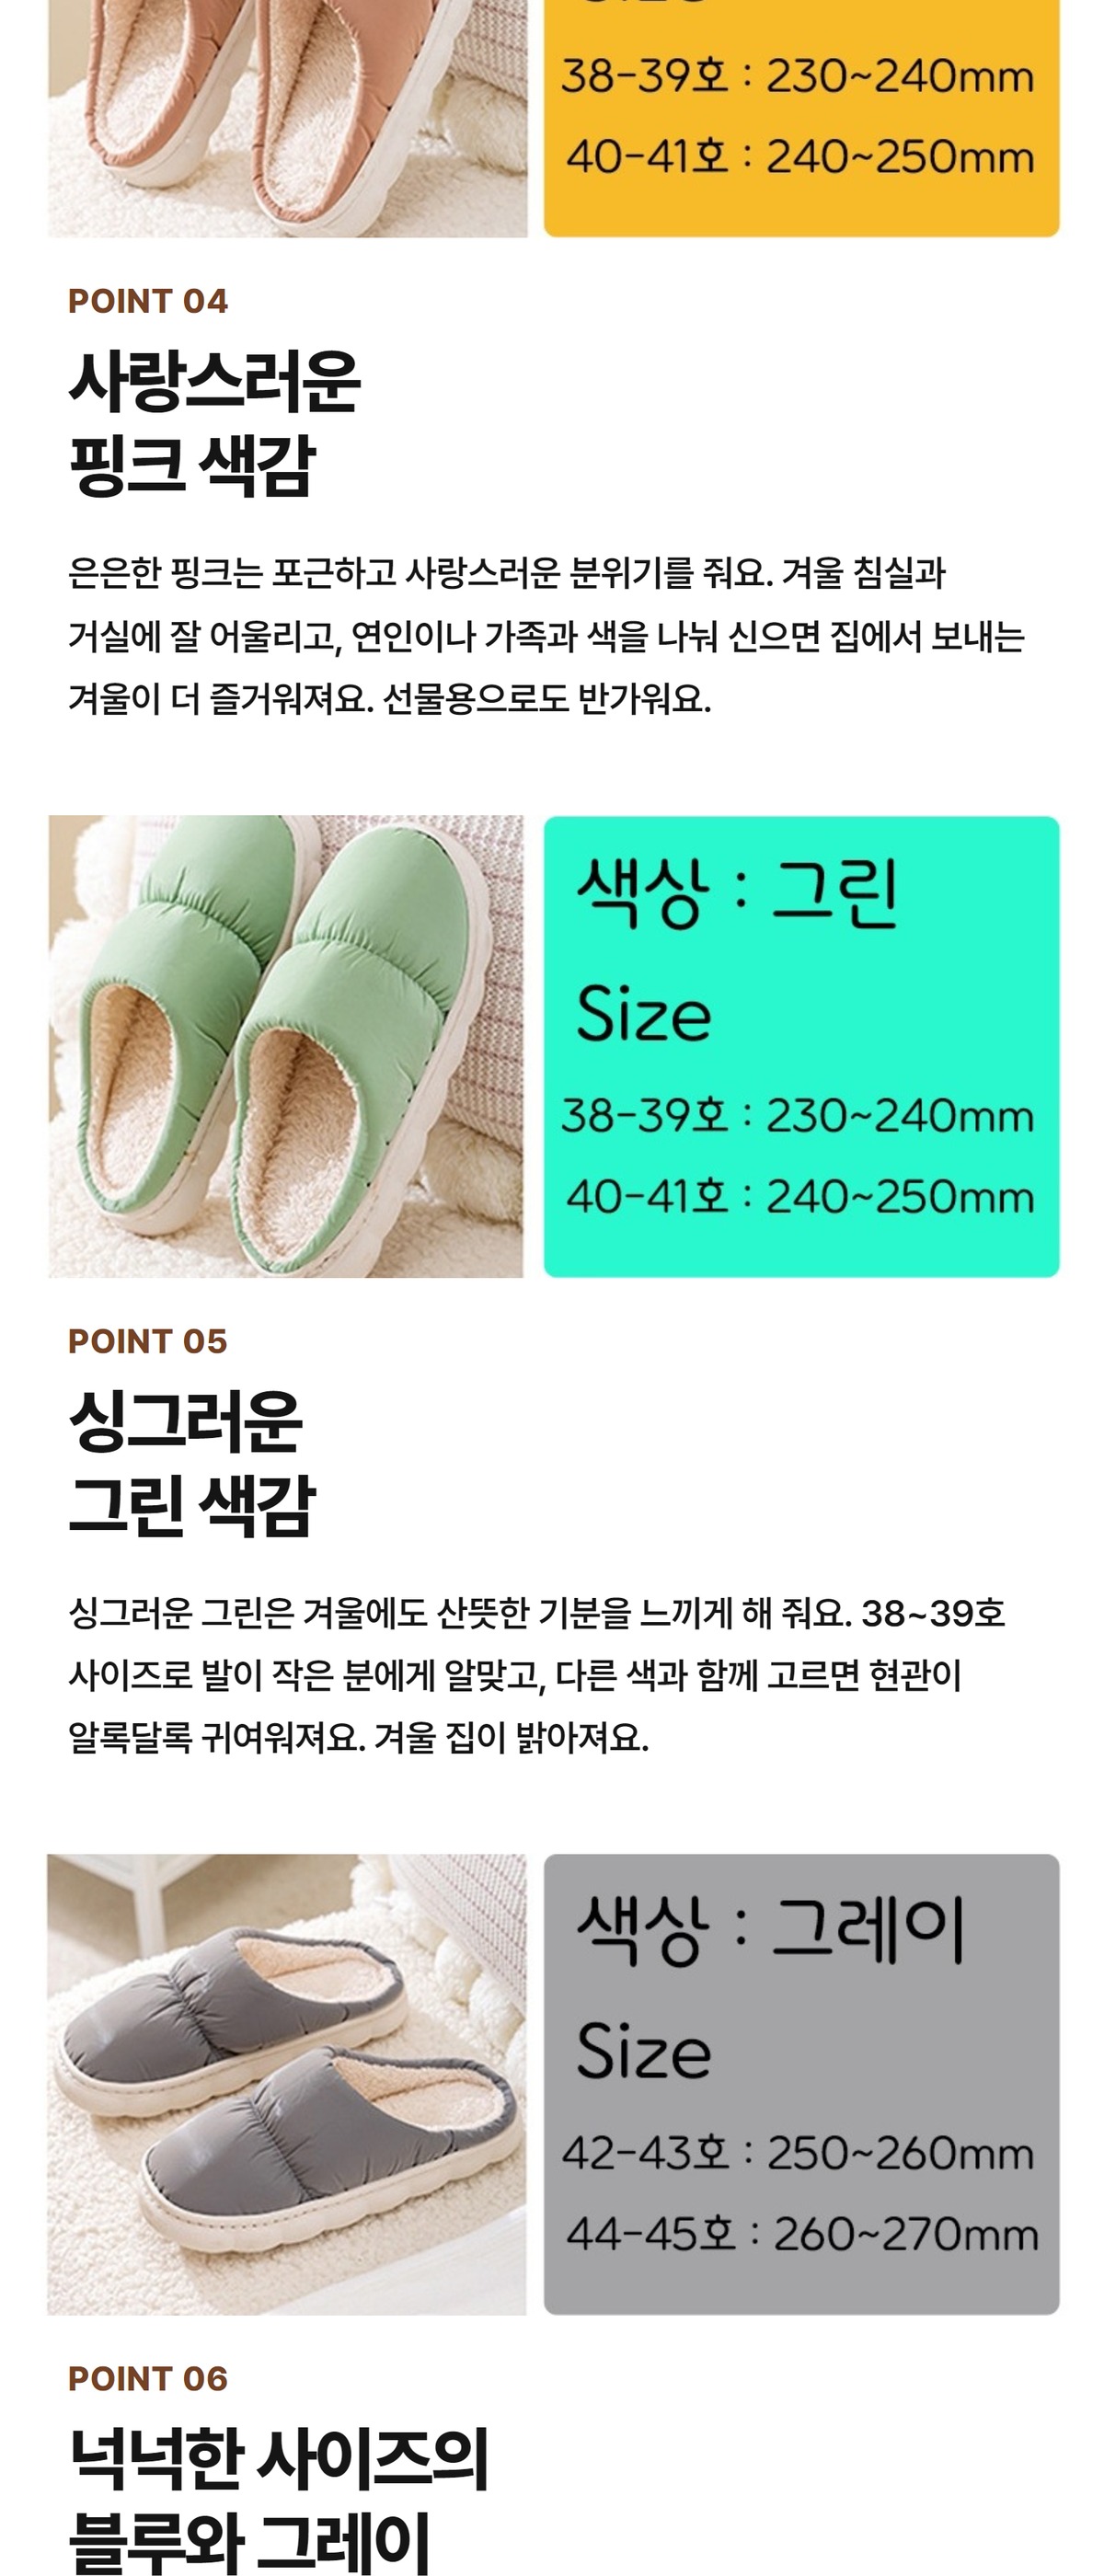 38-39호 : 230~240mm
40-41호 : 240~250mm
POINT 04
사랑스러운
핑크 색감
은은한 핑크는 포근하고 사랑스러운 분위기를 줘요. 겨울 침실과
거실에 잘 어울리고, 연인이나 가족과 색을 나눠 신으면 집에서 보내는
겨울이 더 즐거워져요. 선물용으로도 반가워요.
색상 : 그린
Size
38-39호 : 230~240mm
40-41호 : 240~250mm
POINT 05
싱그러운
그린 색감
싱그러운 그린은 겨울에도 산뜻한 기분을 느끼게 해 줘요. 38~39호
사이즈로 발이 작은 분에게 알맞고, 다른 색과 함께 고르면 현관이
알록달록 귀여워져요. 겨울 집이 밝아져요.
색상 : 그레이
Size
42-43호 : 250~260mm
44-45호 : 260~270mm
POINT 06
넉넉한 사이즈의
블루와 그레이